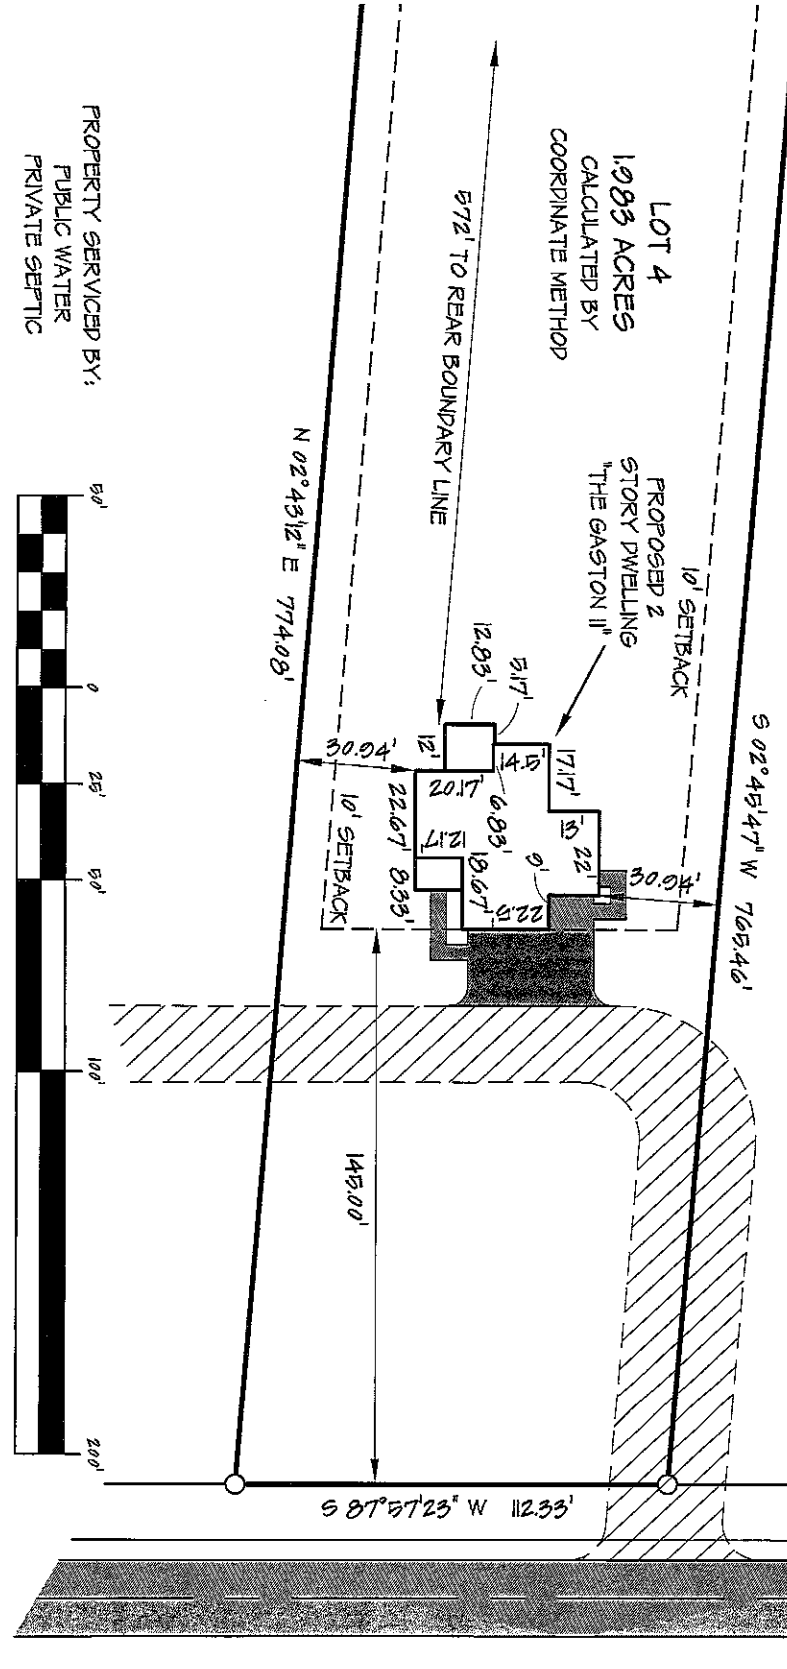 LOT 4
1.983 ACRES
CALCULATED BY
COORDINATE METHOD
572' TO REAR BOUNDARY LINE
PROPERTY SERVICED BY:
PUBLIC WATER
PRIVATE SEPTIC
PROPOSED 2
STORY DWELLING
"THE GASTON II"
10' SETBACK
N 02°43'12" E 774.08'
S 02°45'47" W 765.46'
12.83'
5.17'
12'
14.5'
17.17'
30.94'
20.17'
6.83'
13'
22'
22.67'
12.17'
18.67'
9'
30.94'
8.33'
22.5'
10' SETBACK
145.00'
S 87°57'23" W 112.33'
50'
0
25'
50'
100'
200'